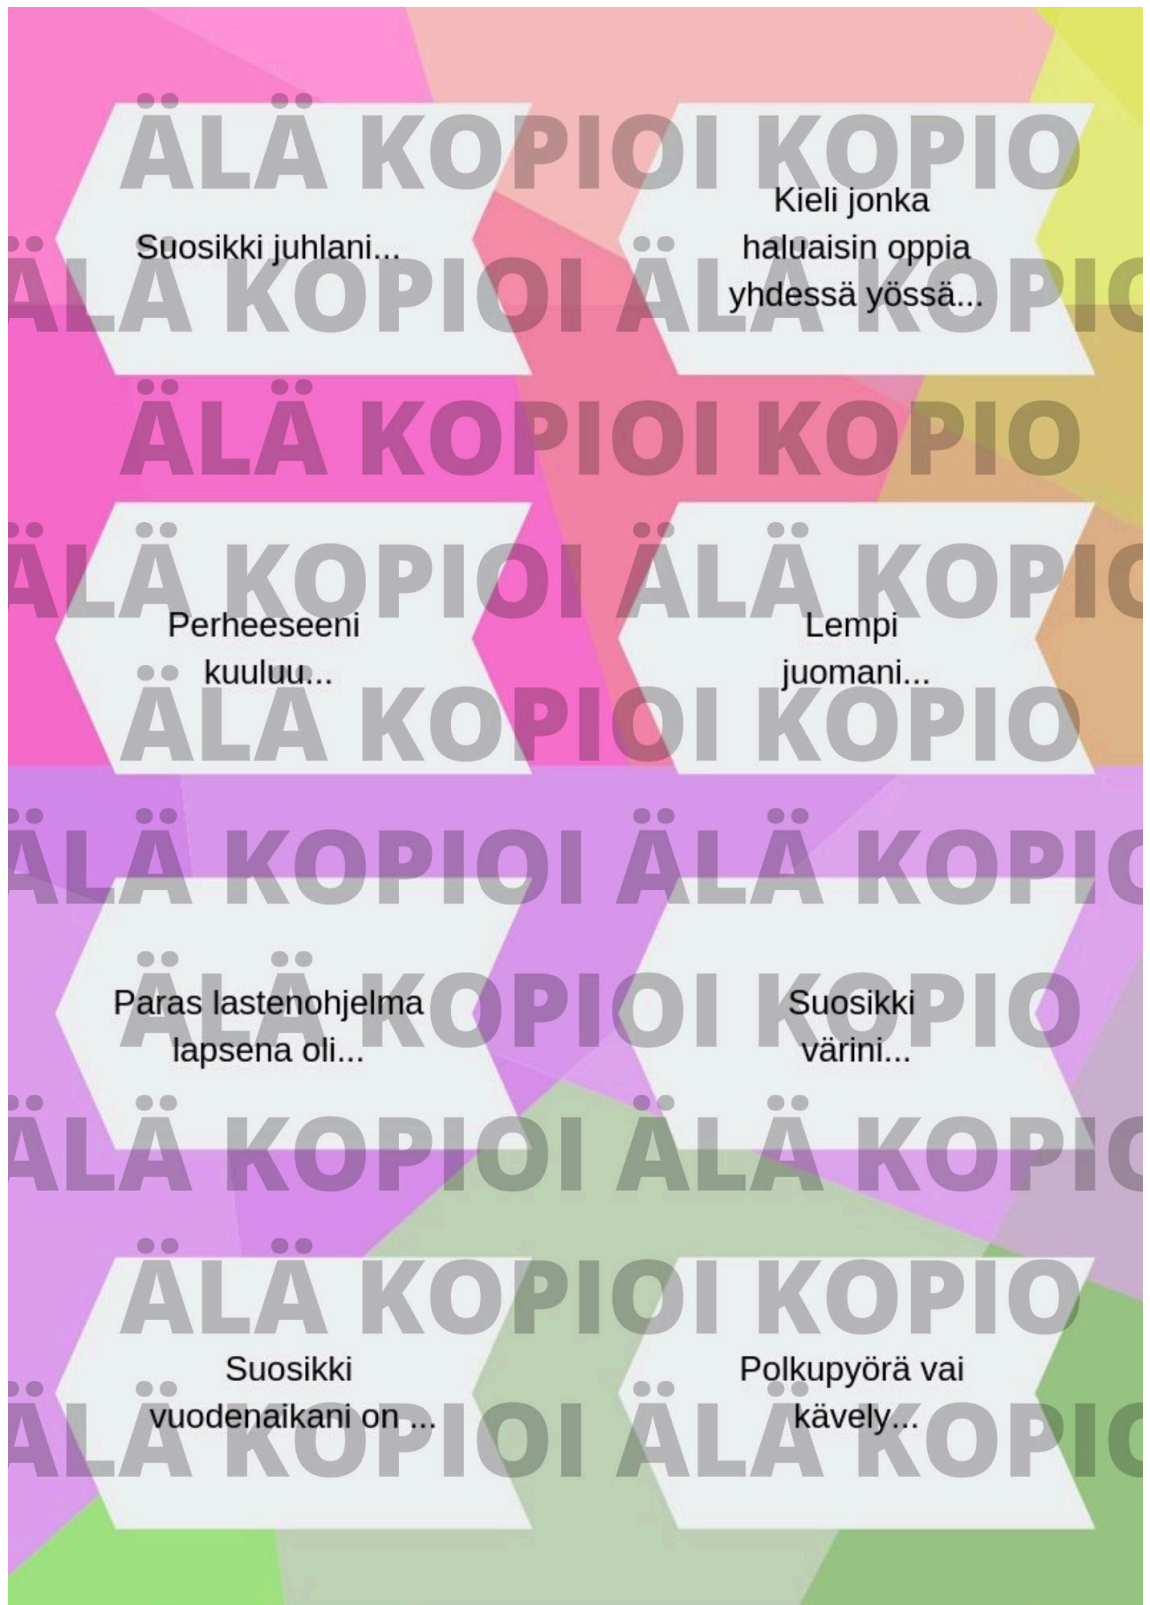 ÄLÄ KOPIOI KOPIO
Suosikki juhlani...
Kieli jonka
haluaisin oppia
yhdessä yössä...
ÄLÄ KOPIOI ÄLÄ KOPIO
ÄLÄ KOPIOI KOPIO
ÄLÄ KOPIOI ÄLÄ KOPIO
Perheeseeni
kuuluu...
Lempi
juomani...
ÄLÄ KOPIOI KOPIO
ÄLÄ KOPIOI ÄLÄ KOPIO
ÄLÄ KOPIOI KOPIO
Paras lastenohjelma
lapsena oli...
Suosikki
värini...
ÄLÄ KOPIOI ÄLÄ KOPIO
ÄLÄ KOPIOI KOPIO
Suosikki
vuodenaikani on ...
Polkupyörä vai
kävely...
ÄLÄ KOPIOI ÄLÄ KOPIO